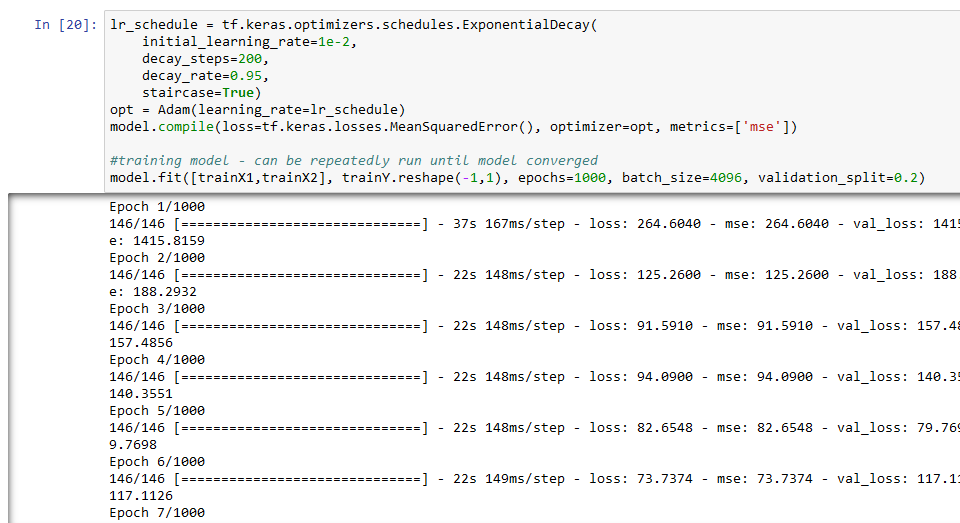 In [20]: lr_schedule = tf.keras.optimizers.schedules.ExponentialDecay(
    initial_learning_rate=1e-2,
    decay_steps=200,
    decay_rate=0.95,
    staircase=True)
opt = Adam(learning_rate=lr_schedule)
model.compile(loss=tf.keras.losses.MeanSquaredError(), optimizer=opt, metrics=['mse'])

#training model - can be repeatedly run until model converged
model.fit([trainX1,trainX2], trainY.reshape(-1,1), epochs=1000, batch_size=4096, validation_split=0.2)
Epoch 1/1000
146/146 [==============================] - 37s 167ms/step - loss: 264.6040 - mse: 264.6040 - val_loss: 1415
e: 1415.8159
Epoch 2/1000
146/146 [==============================] - 22s 148ms/step - loss: 125.2600 - mse: 125.2600 - val_loss: 188.
e: 188.2932
Epoch 3/1000
146/146 [==============================] - 22s 148ms/step - loss: 91.5910 - mse: 91.5910 - val_loss: 157.48
157.4856
Epoch 4/1000
146/146 [==============================] - 22s 148ms/step - loss: 94.0900 - mse: 94.0900 - val_loss: 140.35
140.3551
Epoch 5/1000
146/146 [==============================] - 22s 148ms/step - loss: 82.6548 - mse: 82.6548 - val_loss: 79.769
9.7698
Epoch 6/1000
146/146 [==============================] - 22s 149ms/step - loss: 73.7374 - mse: 73.7374 - val_loss: 117.11
117.1126
Epoch 7/1000